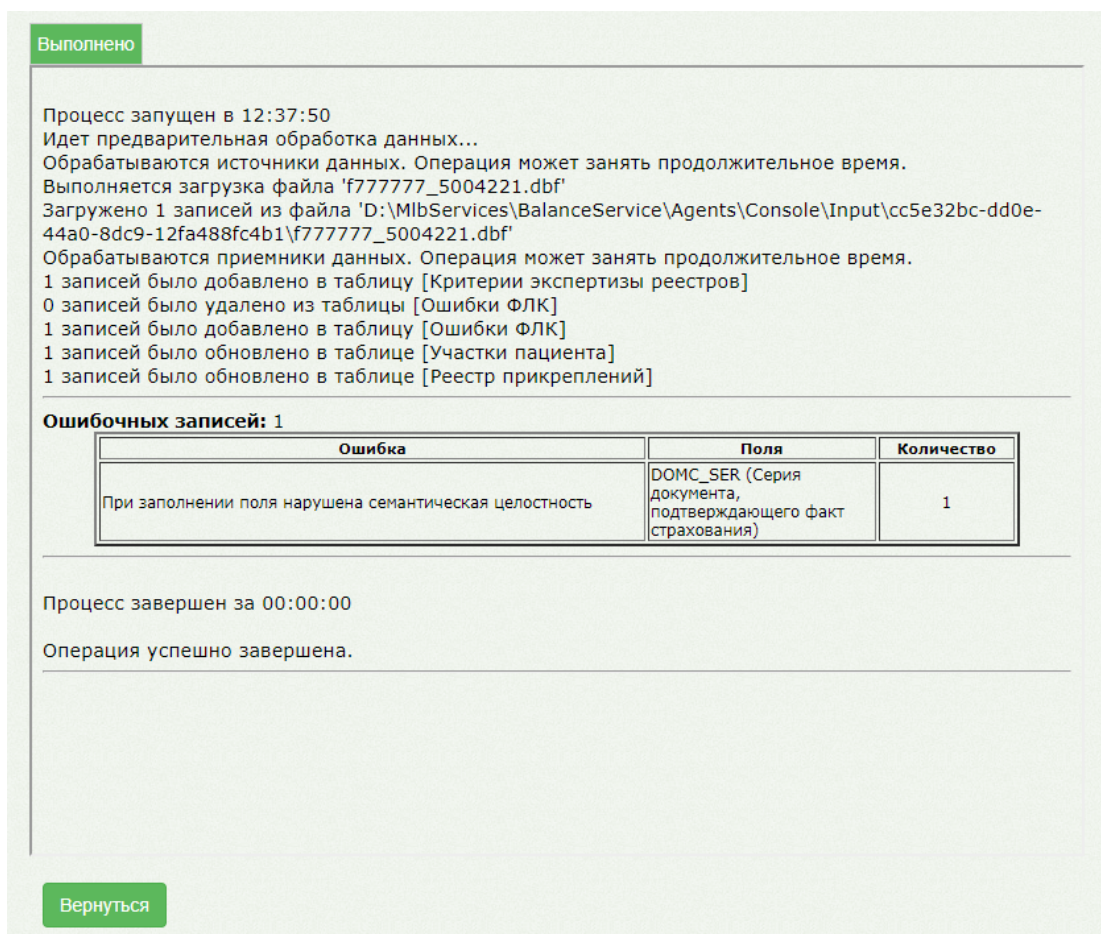 Выполнено
Процесс запущен в 12:37:50
Идет предварительная обработка данных...
Обрабатываются источники данных. Операция может занять продолжительное время.
Выполняется загрузка файла 'f777777_5004221.dbf'
Загружено 1 записей из файла 'D:\MlbServices\BalanceService\Agents\Console\Input\cc5e32bc-dd0e-
44a0-8dc9-12fa488fc4b1\f777777_5004221.dbf'
Обрабатываются приемники данных. Операция может занять продолжительное время.
1 записей было добавлено в таблицу [Критерии экспертизы реестров]
0 записей было удалено из таблицы [Ошибки ФЛК]
1 записей было добавлено в таблицу [Ошибки ФЛК]
1 записей было обновлено в таблице [Участки пациента]
1 записей было обновлено в таблице [Реестр прикреплений]
Ошибочных записей: 1
Ошибка Поля Количество
При заполнении поля нарушена семантическая целостность
DOMC_SER (Серия
документа,
подтверждающего факт
страхования)
1
Процесс завершен за 00:00:00
Операция успешно завершена.
Вернуться